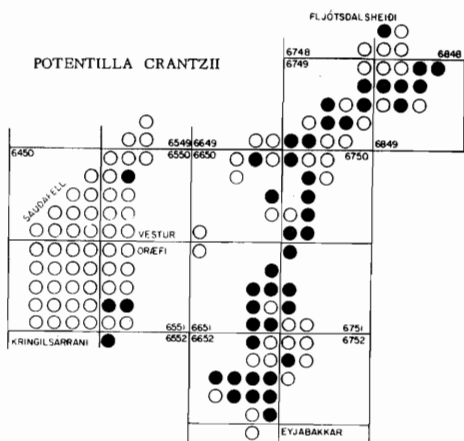 FLJÓTSDALSHEIÐI
POTENTILLA CRANTZII
6748 6848
6749
6549 6649
6450 6550 6650 6750 6849
SAUÐAFELL
VESTUR
ÖRÆFI
6551 6651 6751
KRINGILSÁRRANI 6552 6652 6752
EYJABAKKAR